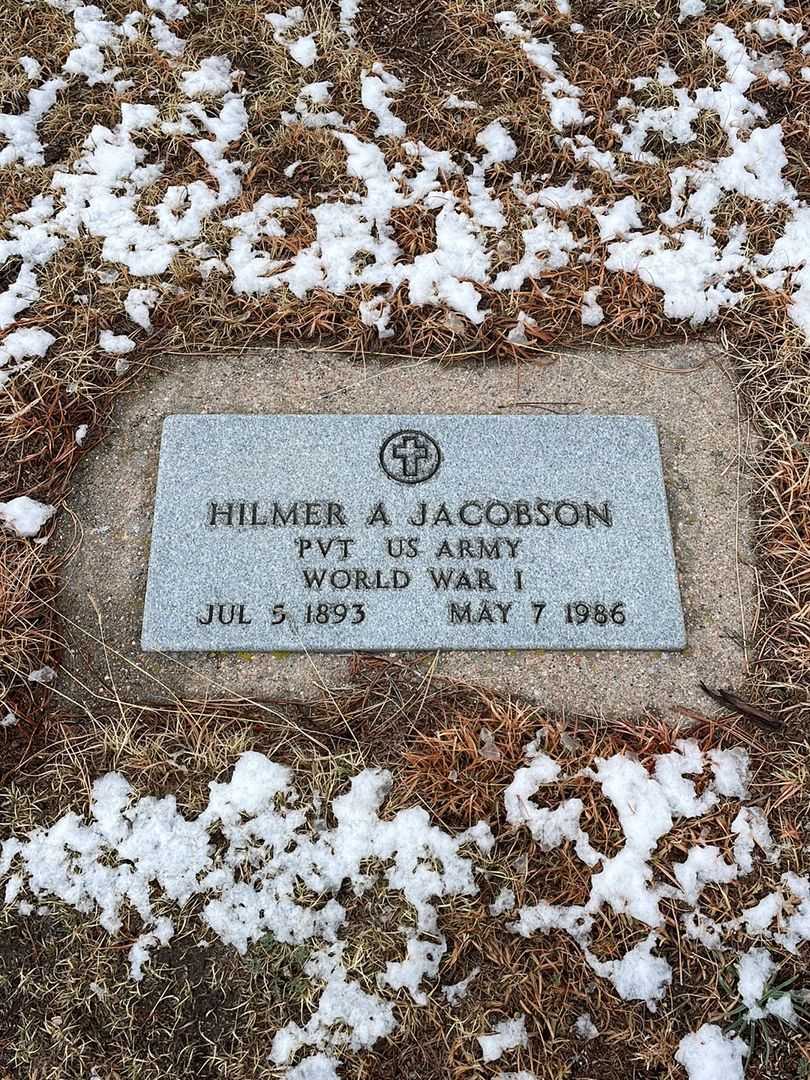 HILMER A JACOBSON
PVT US ARMY
WORLD WAR I
JUL 5 1893 MAY 7 1986